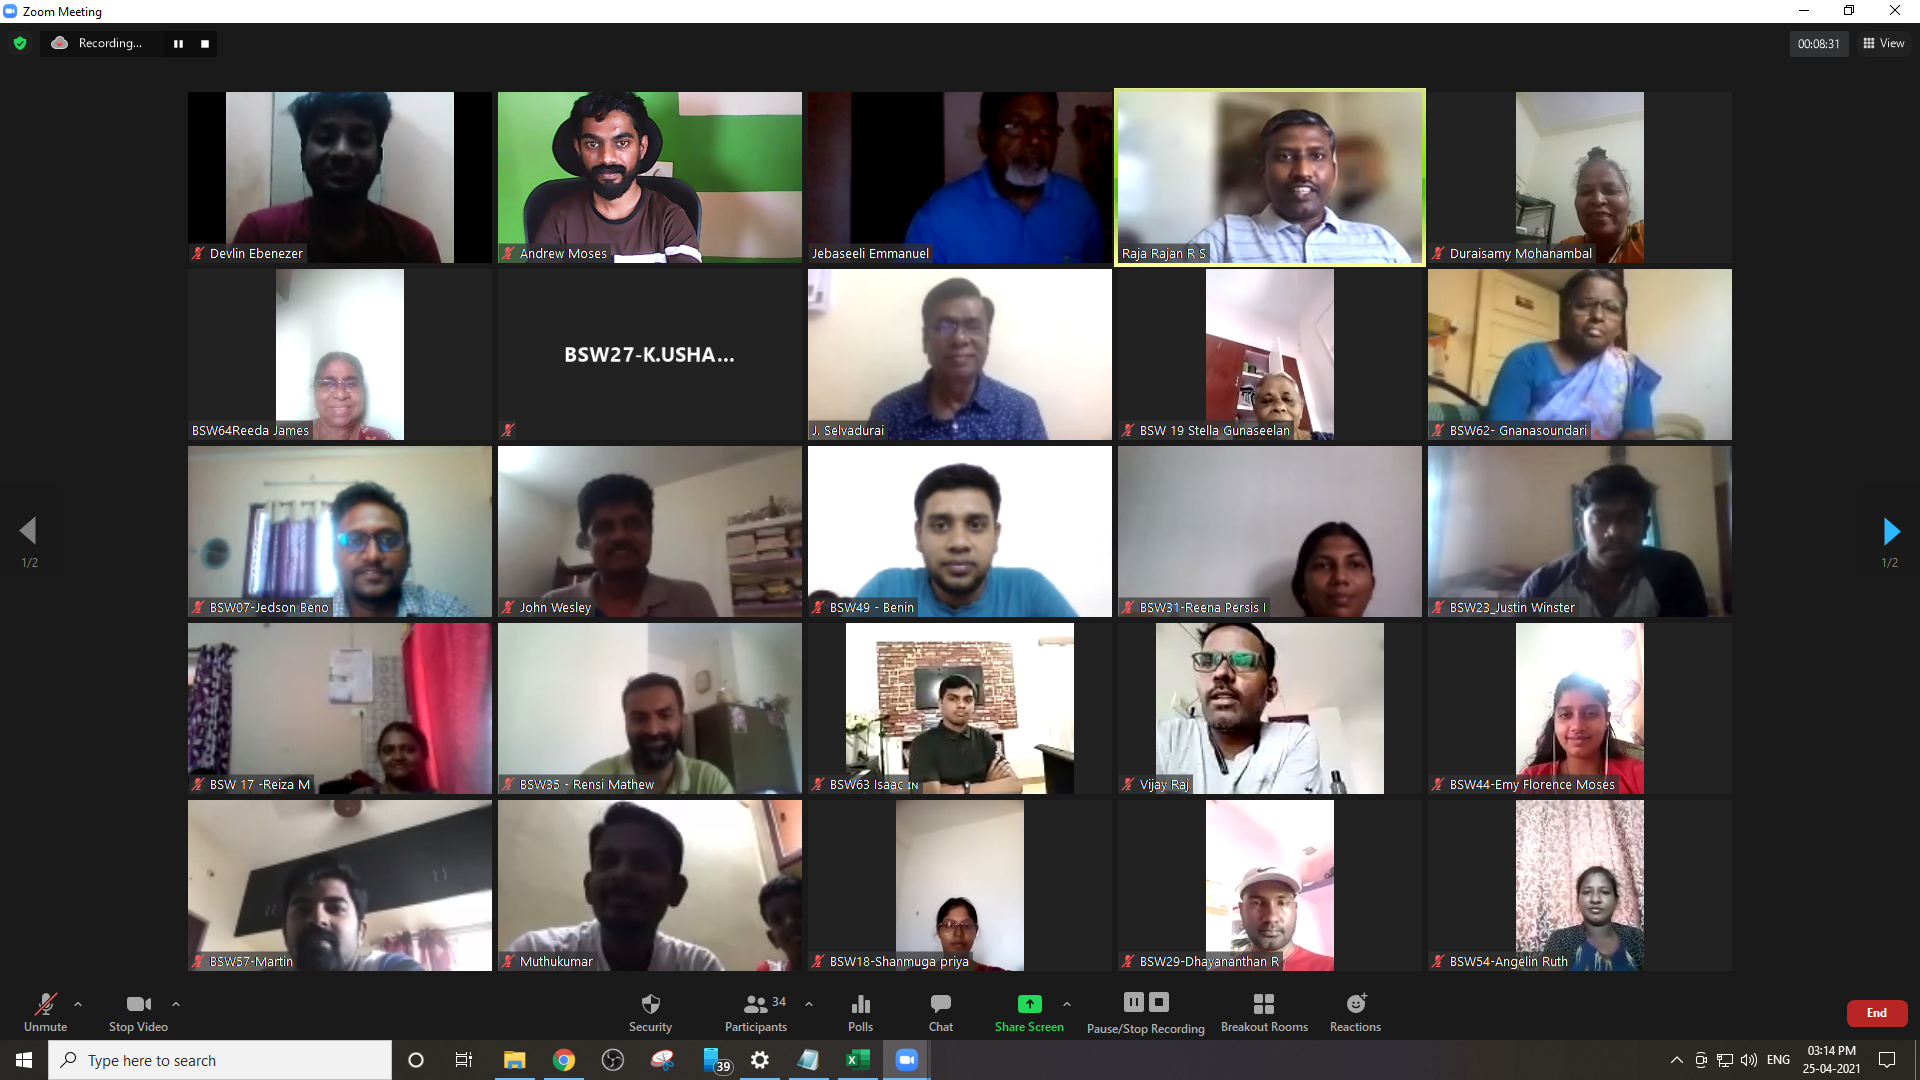 Zoom Meeting
Recording...
00:08:31
View
Devlin Ebenezer
Andrew Moses
Jebaseeli Emmanuel
Raja Rajan R S
Duraisamy Mohanambal
BSW64Reeda James
BSW27-K.USHA...
J. Selvadurai
BSW 19 Stella Gunaseelan
BSW62- Gnanasoundari
BSW07-Jedson Beno
John Wesley
BSW49 - Benin
BSW31-Reena Persis I
BSW23_Justin Winster
1/2
1/2
BSW 17 -Reiza M
BSW35 - Rensi Mathew
BSW63 Isaac IN
Vijay Raj
BSW44-Emy Florence Moses
BSW57-Martin
Muthukumar
BSW18-Shanmuga priya
BSW29-Dhayananthan R
BSW54-Angelin Ruth
Unmute
Stop Video
Security
Participants
34
Polls
Chat
Share Screen
Pause/Stop Recording
Breakout Rooms
Reactions
End
Type here to search
39
ENG
03:14 PM
25-04-2021